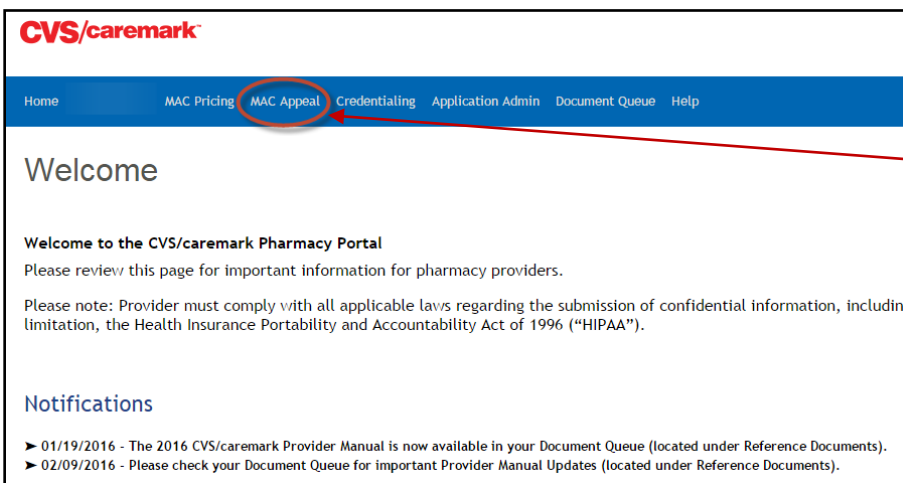 CVS/caremark™
Home MAC Pricing MAC Appeal Credentialing Application Admin Document Queue Help
Welcome
Welcome to the CVS/caremark Pharmacy Portal
Please review this page for important information for pharmacy providers.
Please note: Provider must comply with all applicable laws regarding the submission of confidential information, includin
limitation, the Health Insurance Portability and Accountability Act of 1996 (“HIPAA”).
Notifications
➤ 01/19/2016 - The 2016 CVS/caremark Provider Manual is now available in your Document Queue (located under Reference Documents).
➤ 02/09/2016 - Please check your Document Queue for important Provider Manual Updates (located under Reference Documents).